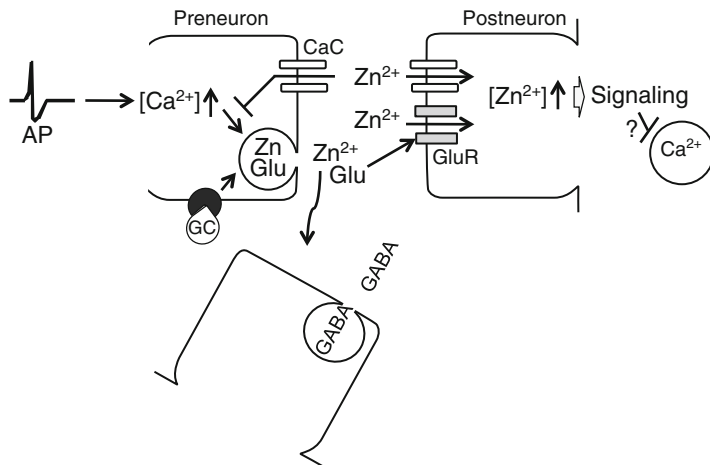 Preneuron
Postneuron
CaC
AP
[Ca²⁺]
Zn²⁺
[Zn²⁺]
Signaling
Zn²⁺
?
Ca²⁺
Zn
Glu
Zn²⁺
Glu
GluR
GC
GABA
GABA